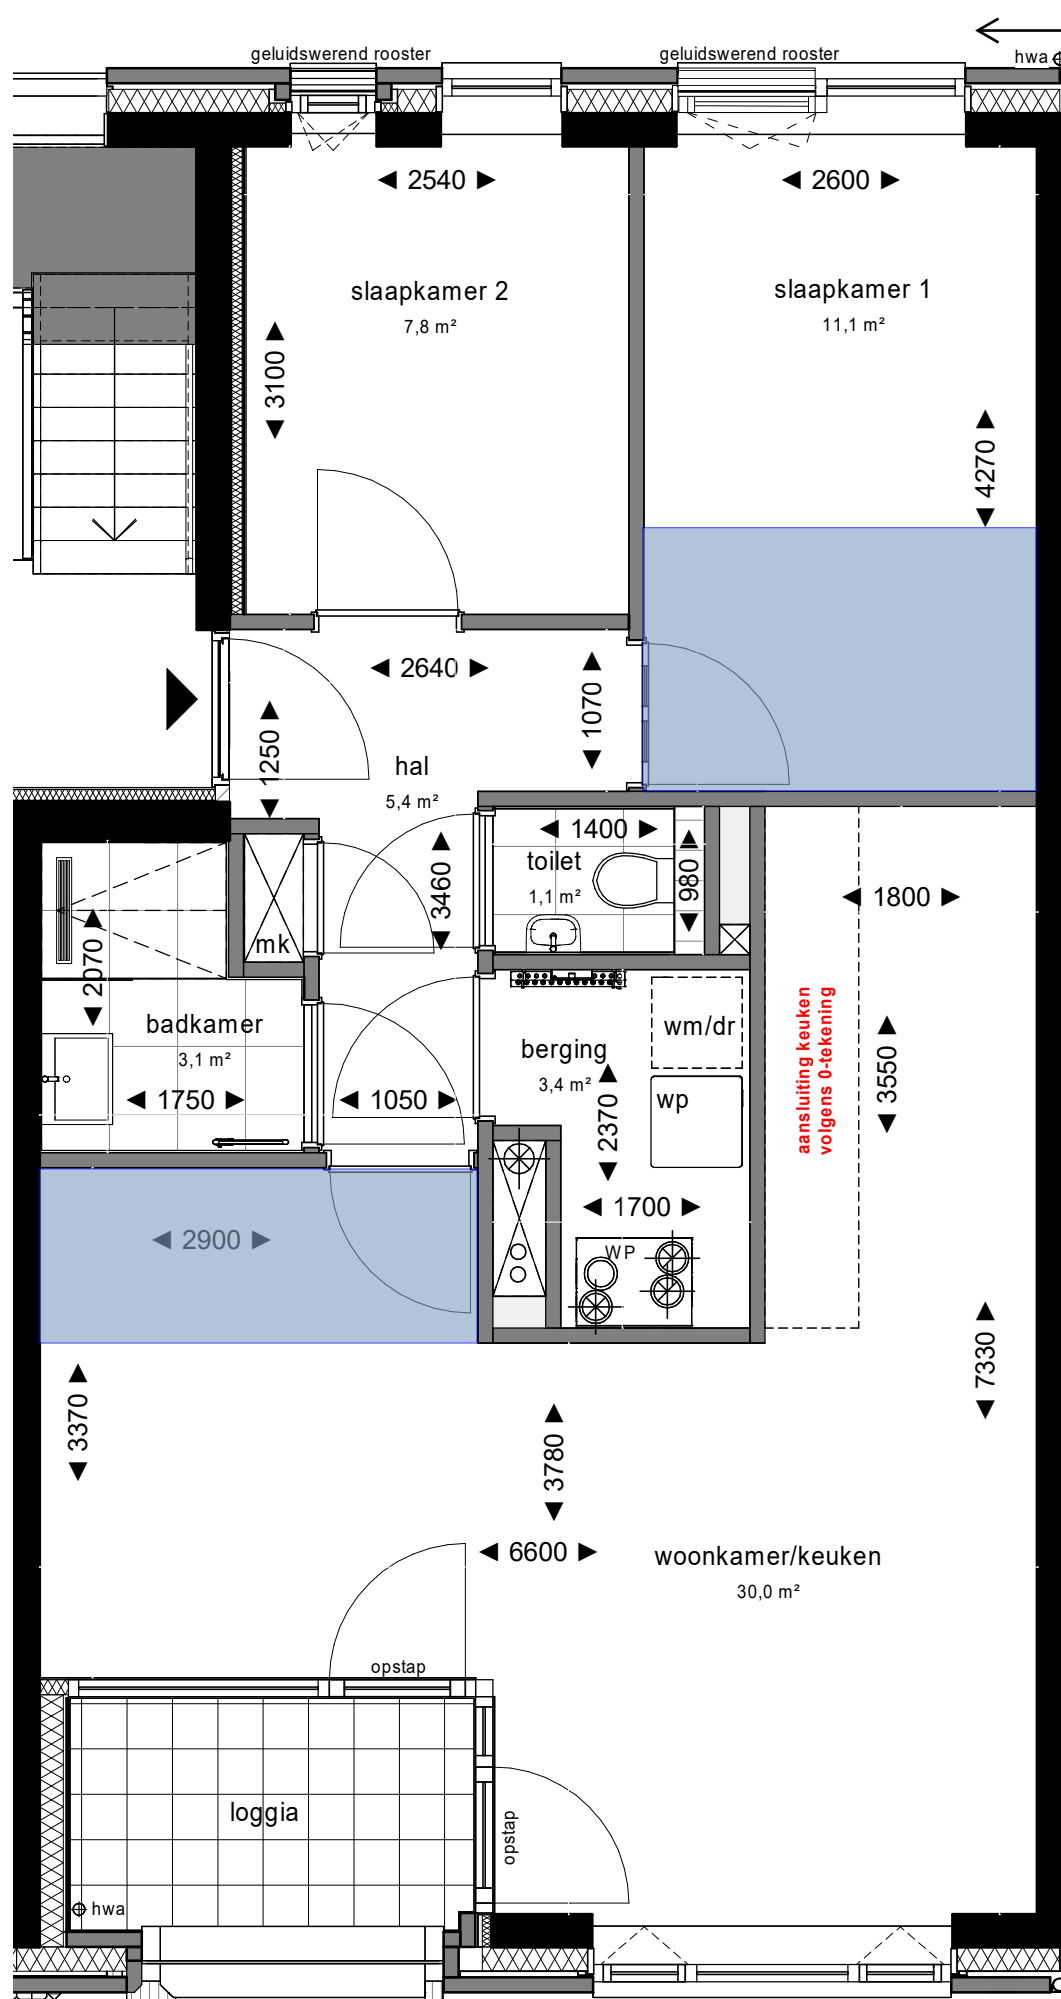 geluidswerend rooster
geluidswerend rooster
hwa
2540
2600
slaapkamer 2
7,8 m²
slaapkamer 1
11,1 m²
3100
4270
2640
1070
1250
hal
5,4 m²
1400
toilet
1,1 m²
980
3460
1800
mk
2070
badkamer
3,1 m²
wm/dr
berging
3,4 m²
aansluiting keuken
volgens 0-tekening
3550
1750
1050
2370
wp
1700
2900
WP
7330
3370
3780
6600
woonkamer/keuken
30,0 m²
opstap
loggia
opstap
hwa